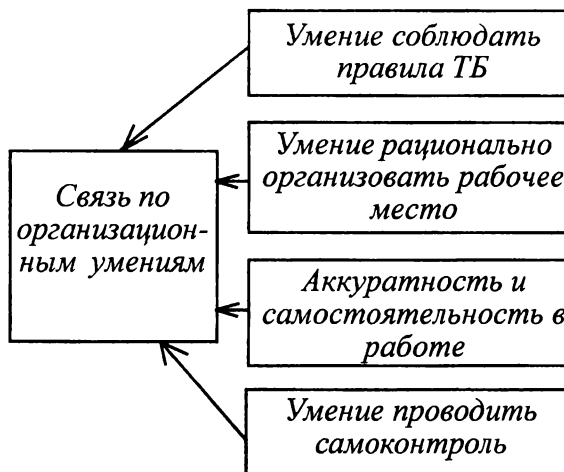 Умение соблюдать
правила ТБ
Умение рационально
организовать рабочее
место
Связь по
организацион-
ным умениям
Аккуратность и
самостоятельность в
работе
Умение проводить
самоконтроль